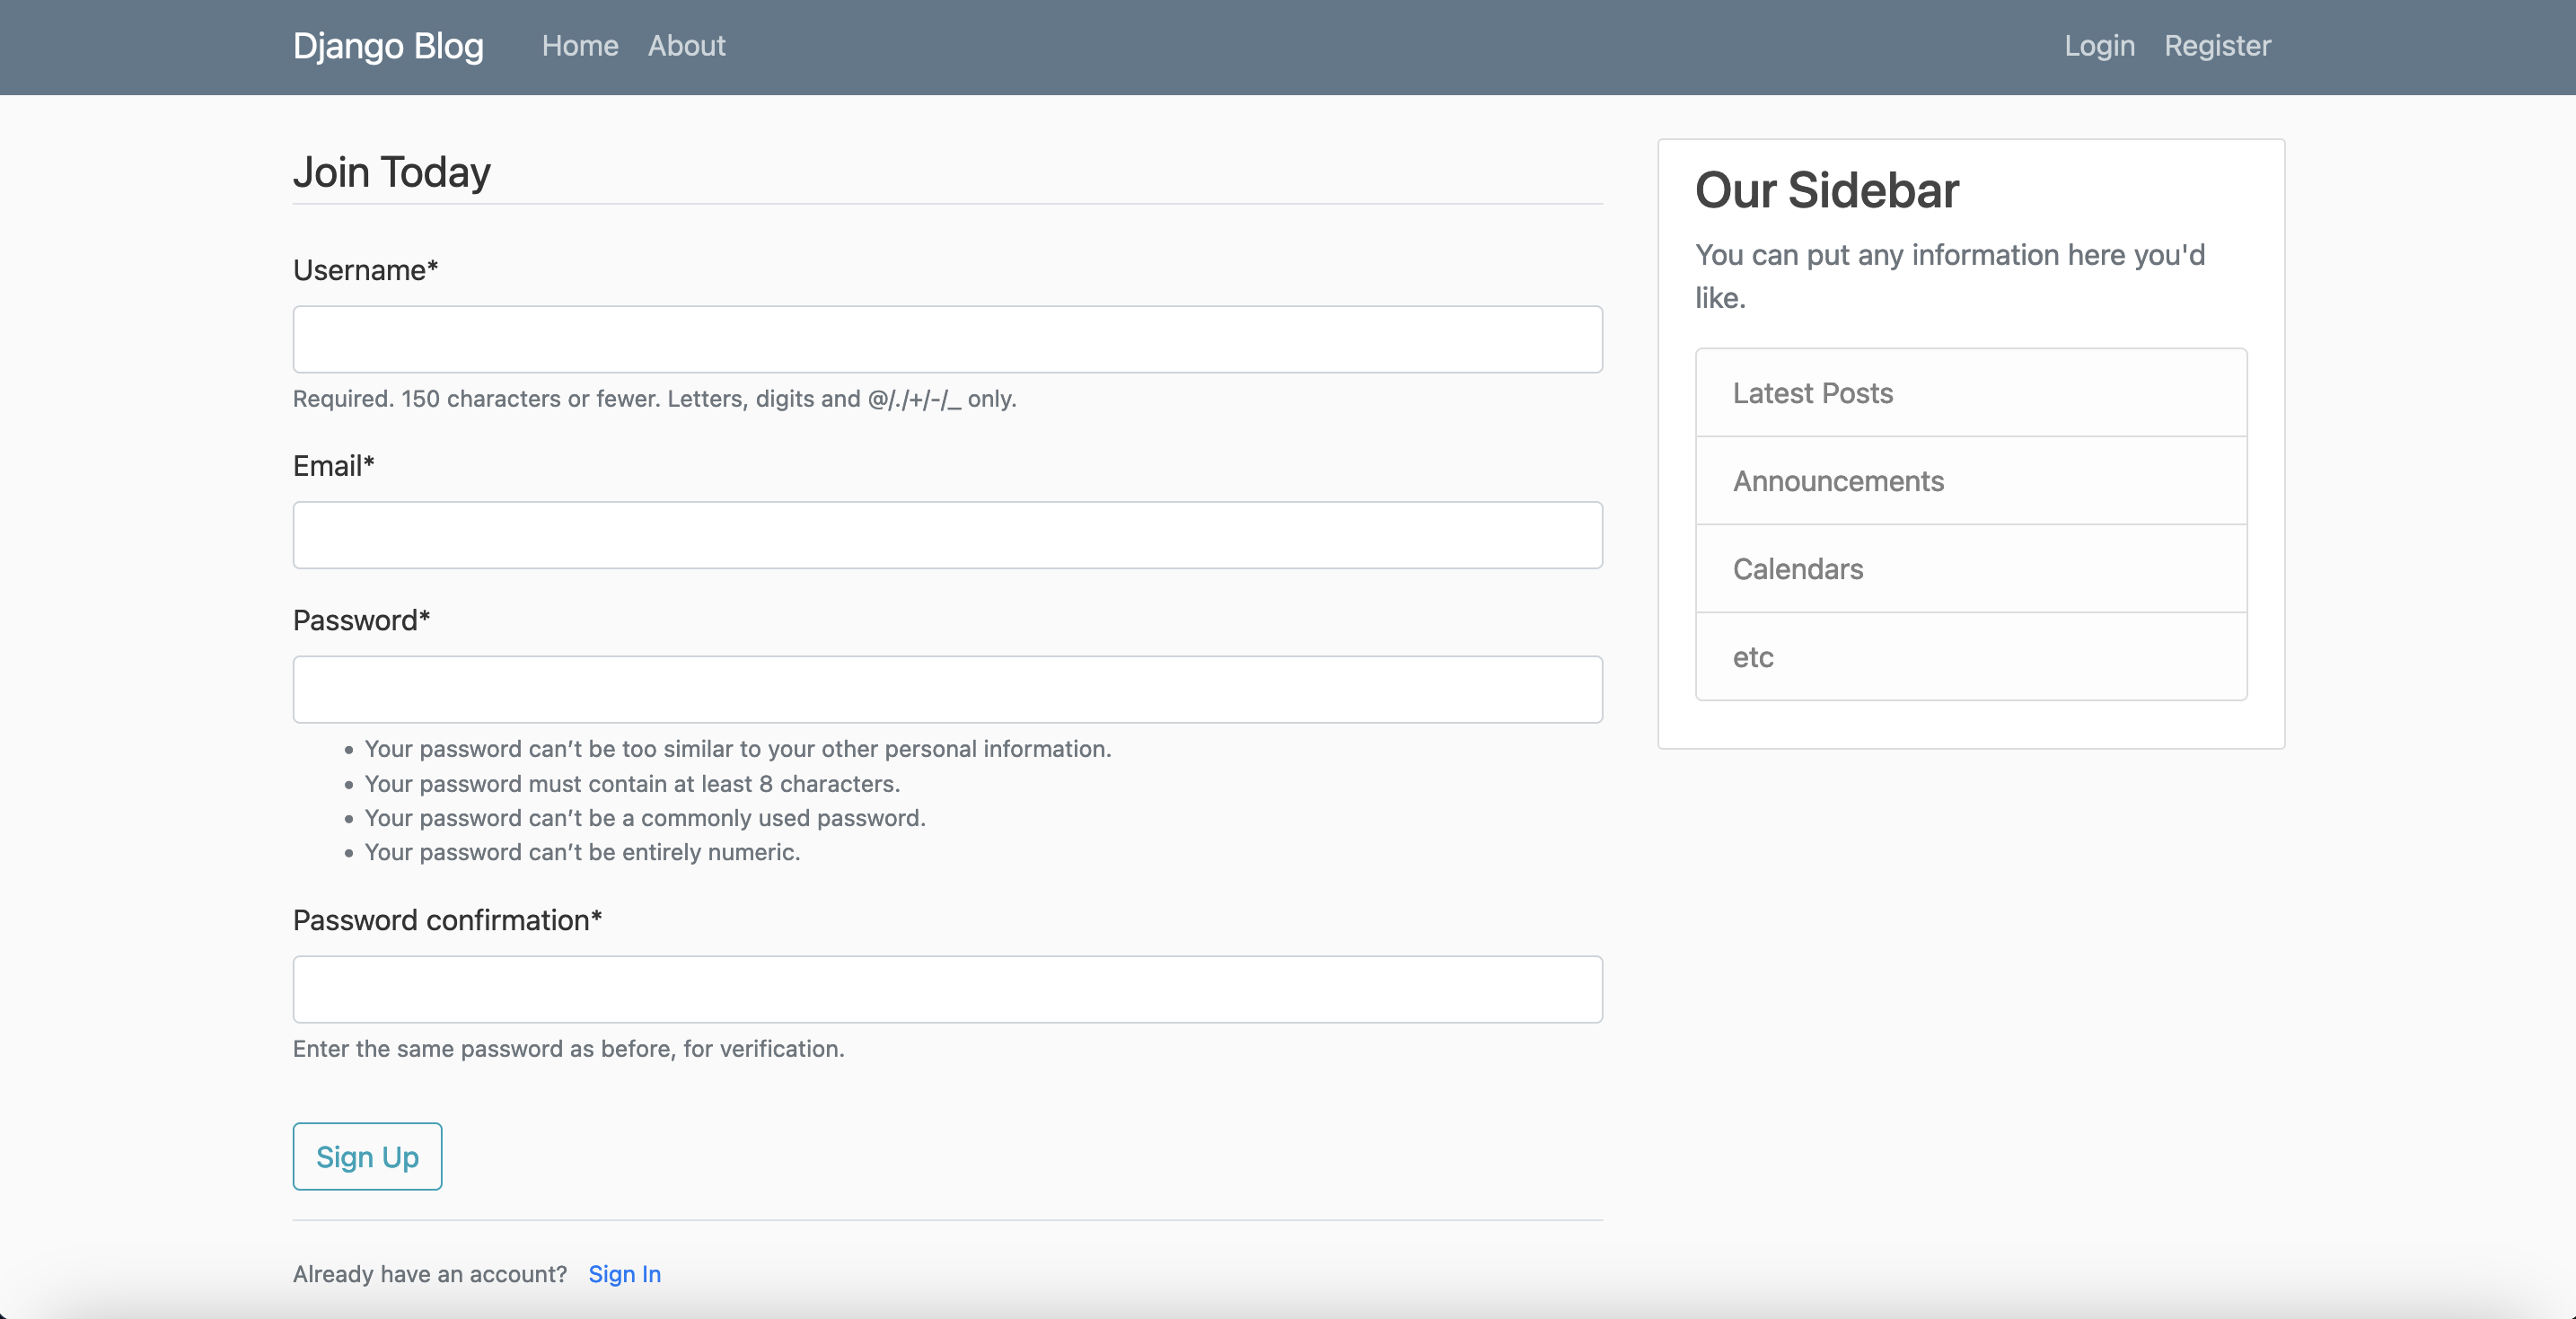 Django Blog Home About Login Register
Join Today
Username*
Required. 150 characters or fewer. Letters, digits and @/./+/-/_ only.
Email*
Password*
• Your password can’t be too similar to your other personal information.
• Your password must contain at least 8 characters.
• Your password can’t be a commonly used password.
• Your password can’t be entirely numeric.
Password confirmation*
Enter the same password as before, for verification.
Sign Up
Already have an account? Sign In
Our Sidebar
You can put any information here you'd
like.
Latest Posts
Announcements
Calendars
etc